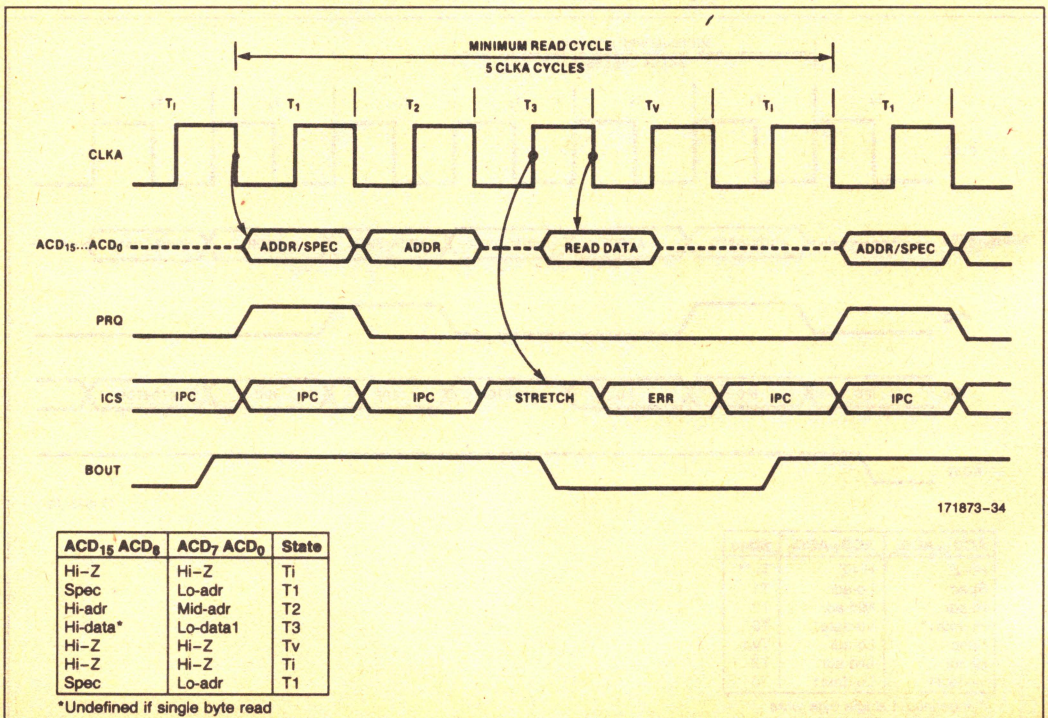 MINIMUM READ CYCLE
5 CLKA CYCLES
Ti T1 T2 T3 TV Ti T1
CLKA
ACD15...ACD0 ADDR/SPEC ADDR READ DATA ADDR/SPEC
PRQ
ICS IPC IPC IPC STRETCH ERR IPC IPC
BOUT
171873–34
ACD15 ACD8 ACD7 ACD0 State
Hi–Z Hi–Z Ti
Spec Lo-adr T1
Hi-adr Mid-adr T2
Hi-data* Lo-data1 T3
Hi–Z Hi–Z Tv
Hi–Z Hi–Z Ti
Spec Lo-adr T1
*Undefined if single byte read